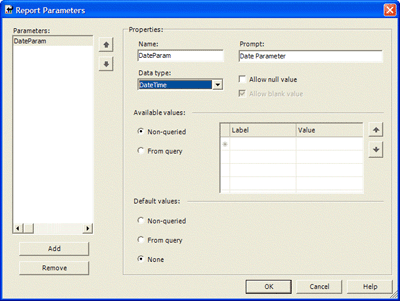 Report Parameters
Parameters:
DateParam
Add
Remove
Properties:
Name:
DateParam
Prompt:
Date Parameter
Data type:
DateTime
Allow null value
Allow blank value
Available values:
Non-queried
From query
Label Value
Default values:
Non-queried
From query
None
OK Cancel Help